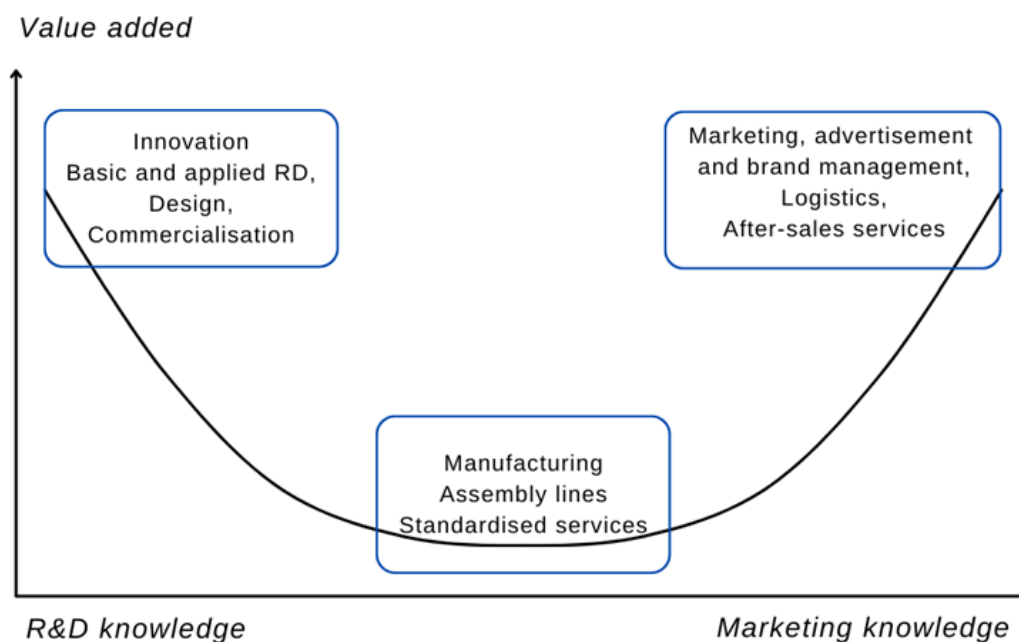 Value added
Innovation
Basic and applied RD,
Design,
Commercialisation
Marketing, advertisement
and brand management,
Logistics,
After-sales services
Manufacturing
Assembly lines
Standardised services
R&D knowledge
Marketing knowledge